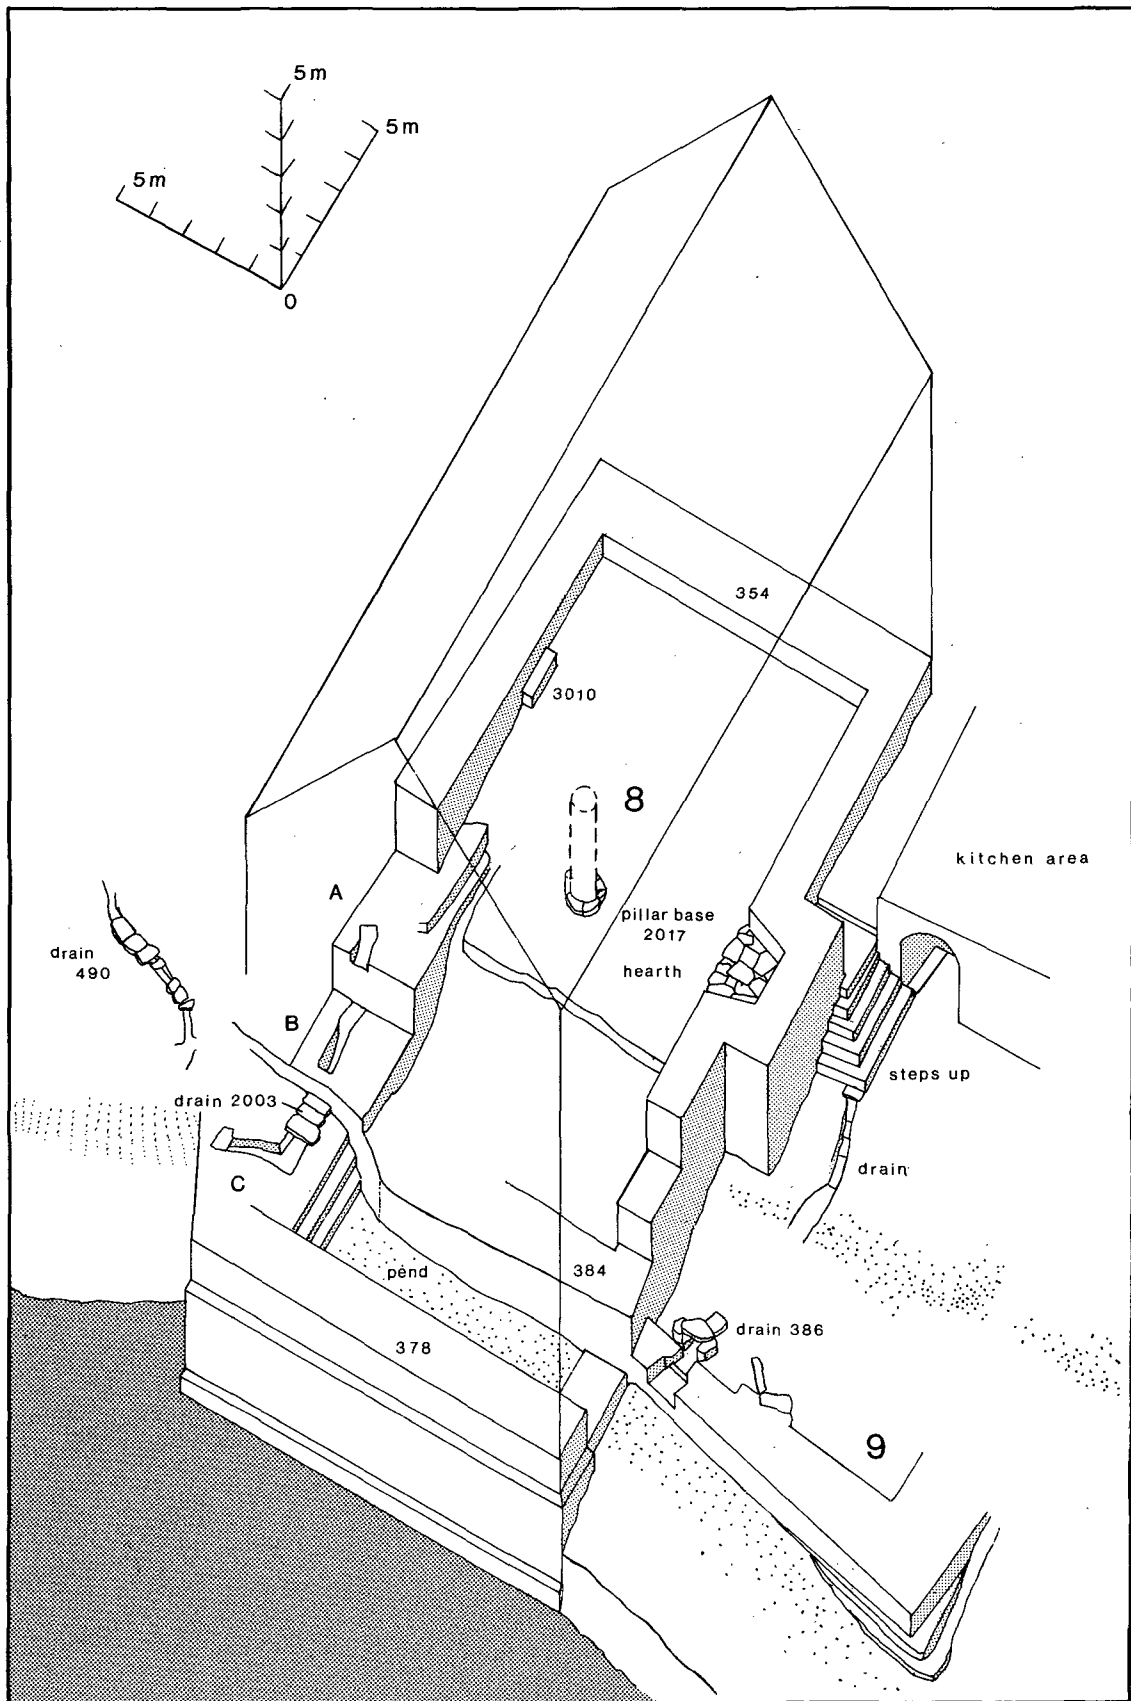 5m
5m
5m
0
354
3010
8
kitchen area
A
pillar base
2017
drain
490
hearth
B
steps up
drain 2003
drain
C
pend
384
drain 386
378
9